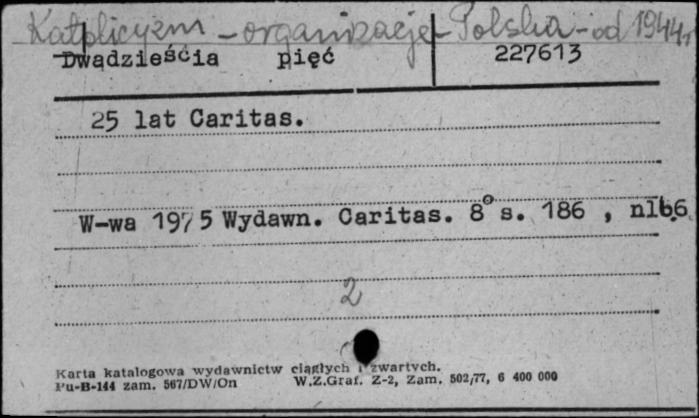 Katolicyzm - organizacje - Polska - od 1944 r
Dwadzieścia pięć 227613
25 lat Caritas.
W-wa 1975 Wydawn. Caritas. 8° s. 186 , nlb6
2
Karta katalogowa wydawnictw ciągłych i zwartych.
Pu-B-144 zam. 567/DW/On W.Z.Graf. Z-2, Zam. 502/77, 6 400 000